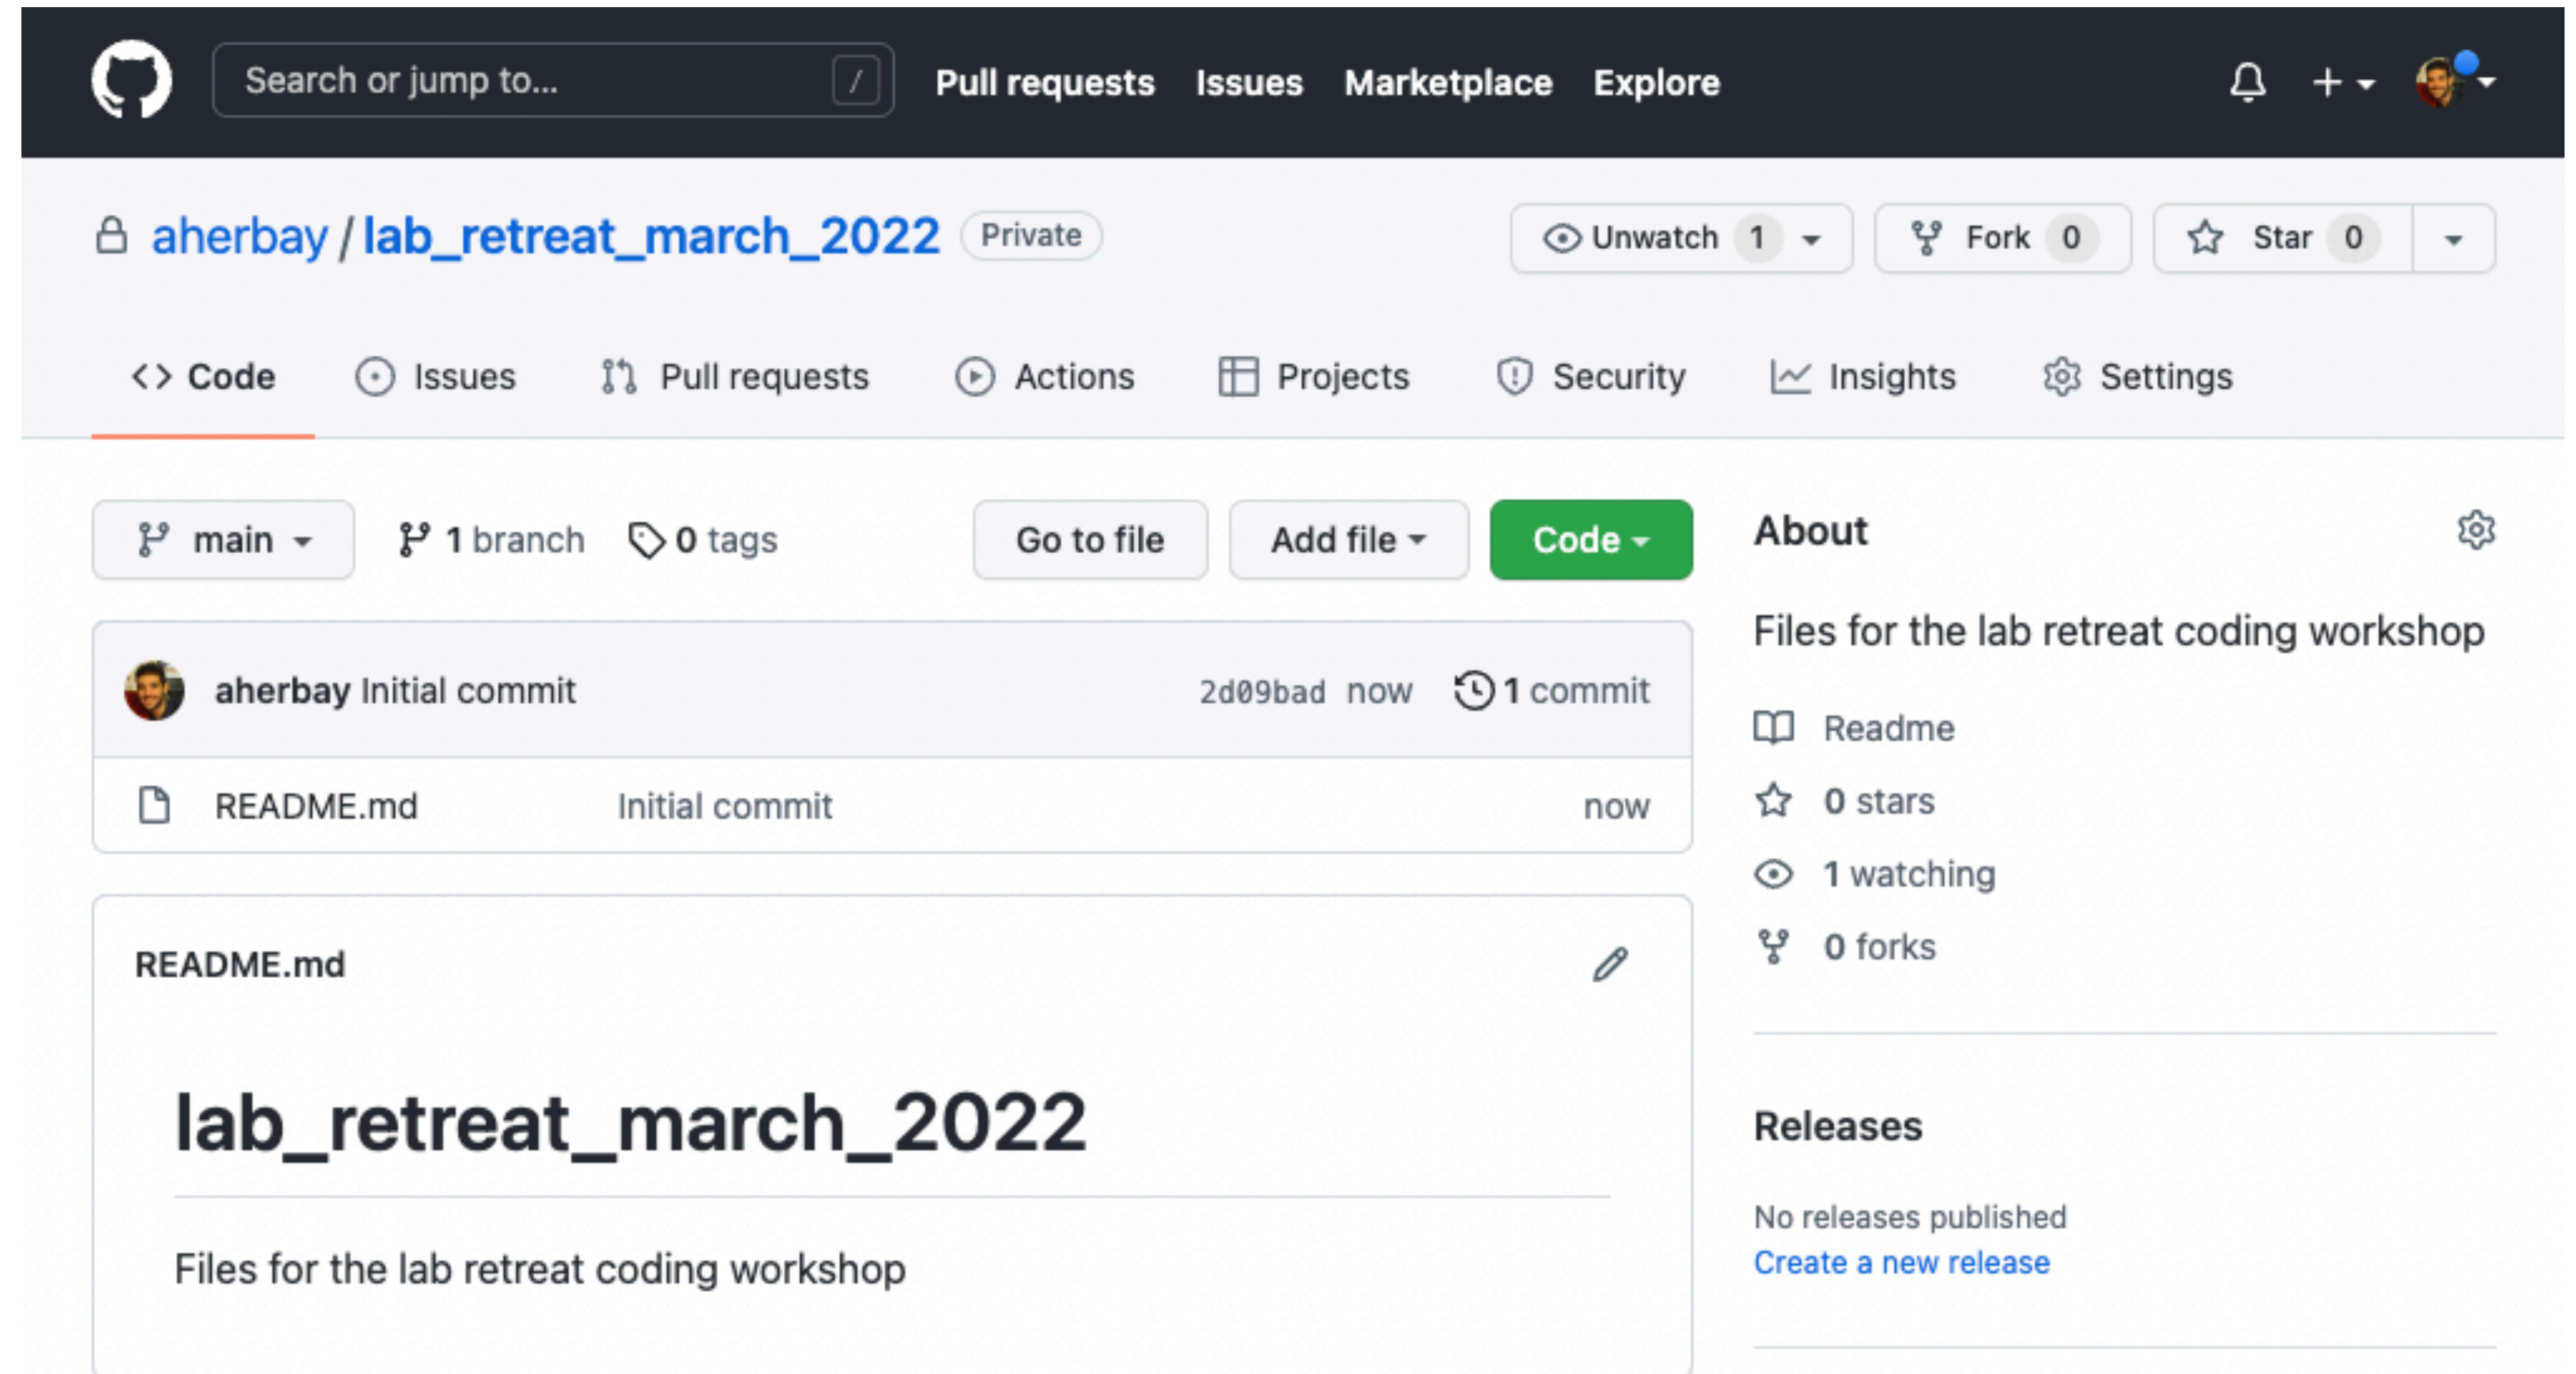 Search or jump to... / Pull requests Issues Marketplace Explore
aherbay / lab_retreat_march_2022 Private Unwatch 1 Fork 0 Star 0
Code Issues Pull requests Actions Projects Security Insights Settings
main 1 branch 0 tags Go to file Add file Code
aherbay Initial commit 2d09bad now 1 commit
README.md Initial commit now
README.md
lab_retreat_march_2022
Files for the lab retreat coding workshop
About
Files for the lab retreat coding workshop
Readme
0 stars
1 watching
0 forks
Releases
No releases published
Create a new release